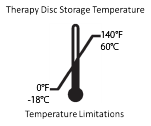 Therapy Disc Storage Temperature
140°F
60°C
0°F
-18°C
Temperature Limitations